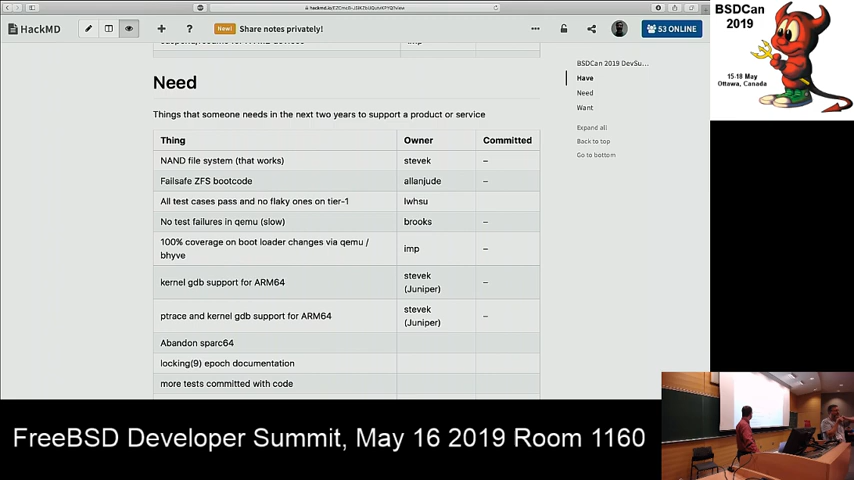 HackMD
New!
Share notes privately!
53 ONLINE
BSDCan
2019
15-18 May
Ottawa, Canada
BSDCan 2019 DevSu...
Have
Need
Want
Expand all
Back to top
Go to bottom
Need
Things that someone needs in the next two years to support a product or service
Thing Owner Committed
NAND file system (that works) stevek –
Failsafe ZFS bootcode allanjude –
All test cases pass and no flaky ones on tier-1 lwhsu
No test failures in qemu (slow) brooks –
100% coverage on boot loader changes via qemu / imp –
bhyve
kernel gdb support for ARM64 stevek –
(Juniper)
ptrace and kernel gdb support for ARM64 stevek –
(Juniper)
Abandon sparc64
locking(9) epoch documentation
more tests committed with code
FreeBSD Developer Summit, May 16 2019 Room 1160